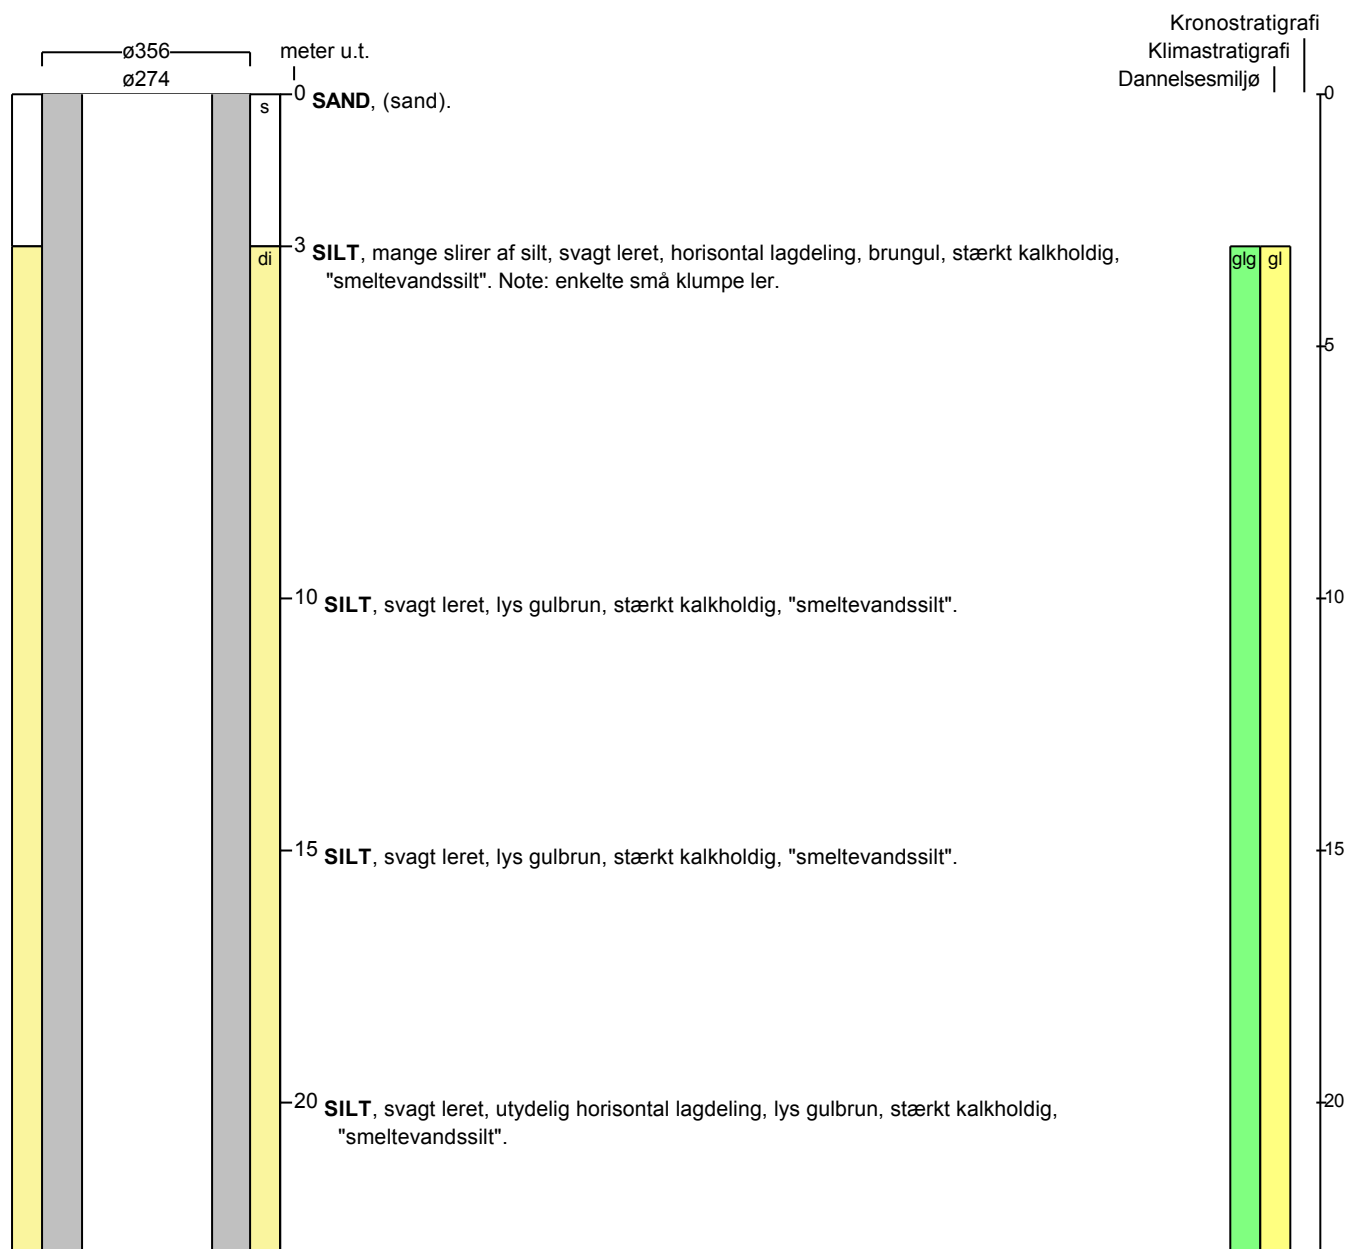 Kronostratigrafi
ø356
meter u.t.
Klimastratigrafi
ø274
Dannelsesmiljø
s
0 SAND, (sand).
0
di
3 SILT, mange slirer af silt, svagt leret, horisontal lagdeling, brungul, stærkt kalkholdig,
"smeltevandssilt". Note: enkelte små klumpe ler.
glg gl
5
10 SILT, svagt leret, lys gulbrun, stærkt kalkholdig, "smeltevandssilt".
10
15 SILT, svagt leret, lys gulbrun, stærkt kalkholdig, "smeltevandssilt".
15
20 SILT, svagt leret, utydelig horisontal lagdeling, lys gulbrun, stærkt kalkholdig,
"smeltevandssilt".
20